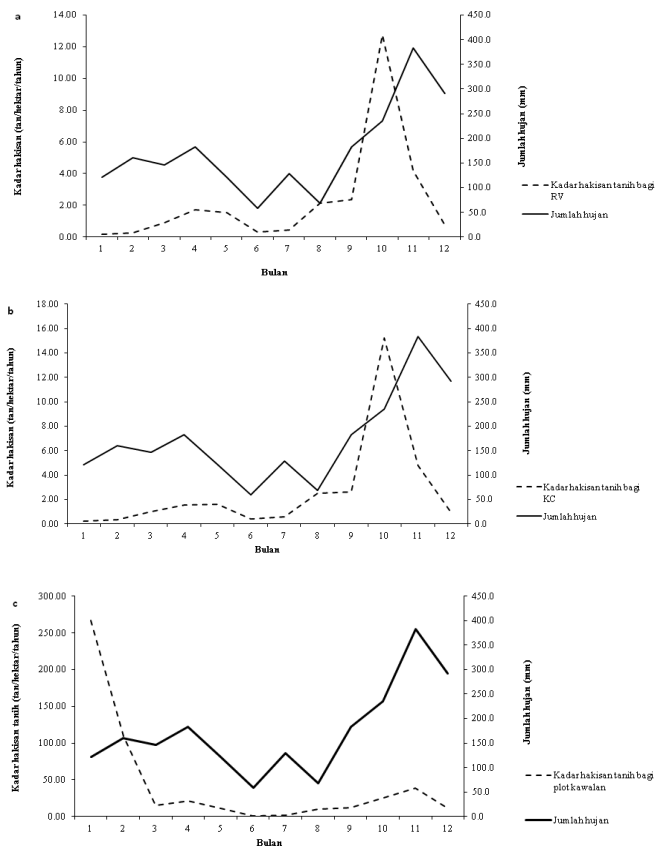 a
14.00
12.00
10.00
8.00
6.00
4.00
2.00
0.00
Kadar hakisan (tan/hektar/tahun)
450.0
400.0
350.0
300.0
250.0
200.0
150.0
100.0
50.0
0.0
Jumlah hujan (mm)
1 2 3 4 5 6 7 8 9 10 11 12
Bulan
Kadar hakisan tanih bagi
RV
Jumlah hujan
b
18.00
16.00
14.00
12.00
10.00
8.00
6.00
4.00
2.00
0.00
Kadar hakisan (tan/hektar/tahun)
450.0
400.0
350.0
300.0
250.0
200.0
150.0
100.0
50.0
0.0
Jumlah hujan (mm)
1 2 3 4 5 6 7 8 9 10 11 12
Bulan
Kadar hakisan tanih bagi
KC
Jumlah hujan
c
300.00
250.00
200.00
150.00
100.00
50.00
0.00
Kadar hakisan tanih (tan/hektar/tahun)
450.0
400.0
350.0
300.0
250.0
200.0
150.0
100.0
50.0
0.0
Jumlah hujan (mm)
1 2 3 4 5 6 7 8 9 10 11 12
Bulan
Kadar hakisan tanih bagi
plot kawalan
Jumlah hujan